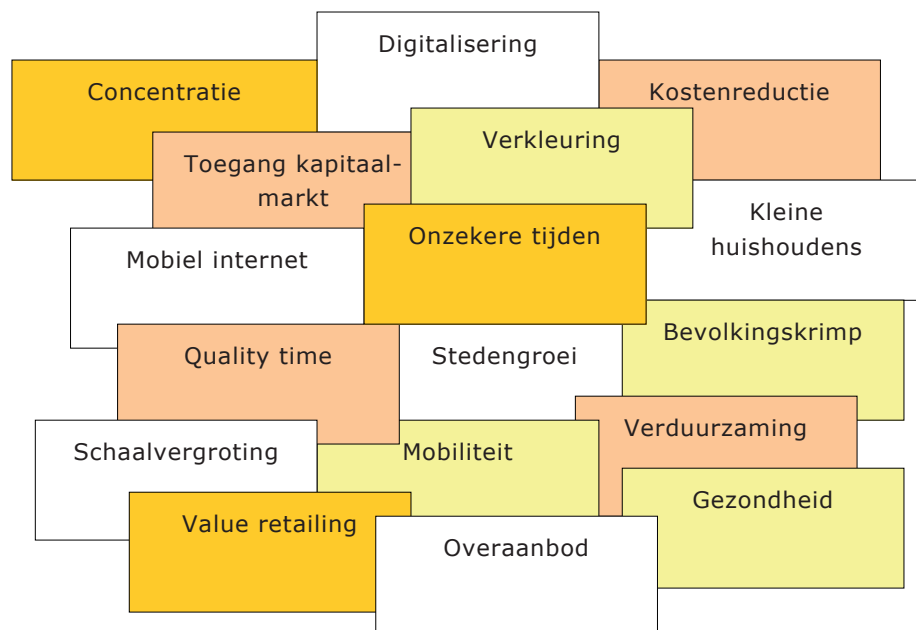 Digitalisering
Concentratie
Kostenreductie
Verkleuring
Toegang kapitaal-
markt
Kleine
huishoudens
Onzekere tijden
Mobiel internet
Bevolkingskrimp
Quality time
Stedengroei
Verduurzaming
Schaalvergroting
Mobiliteit
Gezondheid
Value retailing
Overaanbod